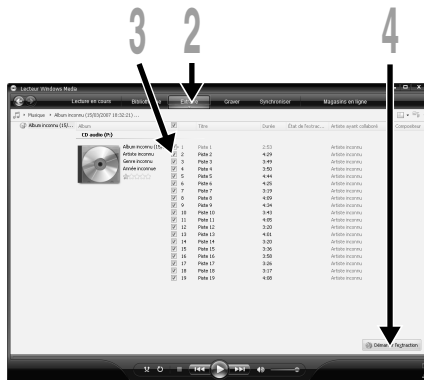 3 2 4
Lecteur Windows Media
Lecture en cours Graver Synchroniser Magasins en ligne
Musique Album inconnu (15/03/2007 18:32:21) ...
Album inconnu (15/... Album Titre Durée État de l'extrac... Artiste ayant collaboré Compositeur
CD audio (F:)
Album inconnu (15/ 1 Piste 1 2:53 Artiste inconnu
Artiste inconnu 2 Piste 2 4:29 Artiste inconnu
Genre inconnu 3 Piste 3 3:49 Artiste inconnu
Année inconnue 4 Piste 4 3:50 Artiste inconnu
5 Piste 5 4:44 Artiste inconnu
6 Piste 6 4:25 Artiste inconnu
7 Piste 7 3:19 Artiste inconnu
8 Piste 8 4:09 Artiste inconnu
9 Piste 9 4:34 Artiste inconnu
10 Piste 10 3:43 Artiste inconnu
11 Piste 11 4:05 Artiste inconnu
12 Piste 12 3:20 Artiste inconnu
13 Piste 13 4:01 Artiste inconnu
14 Piste 14 3:20 Artiste inconnu
15 Piste 15 3:36 Artiste inconnu
16 Piste 16 3:58 Artiste inconnu
17 Piste 17 3:26 Artiste inconnu
18 Piste 18 3:17 Artiste inconnu
19 Piste 19 4:08 Artiste inconnu
l'extraction